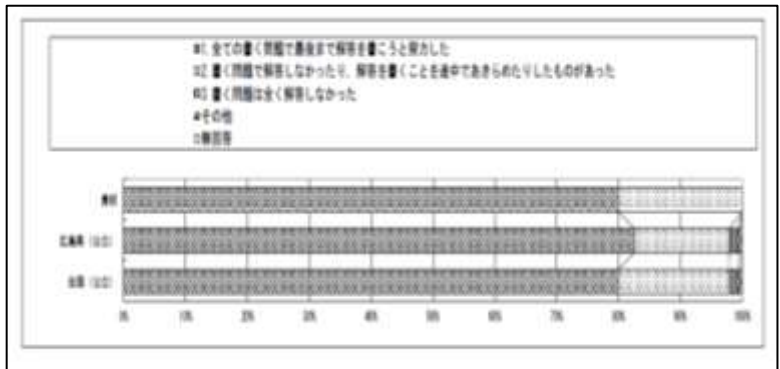 1 全ての書く問題で最後まで解答を書こうと努力した
2 書く問題で解答しなかったり、解答を書くことを途中であきらめたりしたものがあった
3 書く問題は全く解答しなかった
その他
無回答
貴校
広島県（公立）
全国（公立）
0% 10% 20% 30% 40% 50% 60% 70% 80% 90% 100%